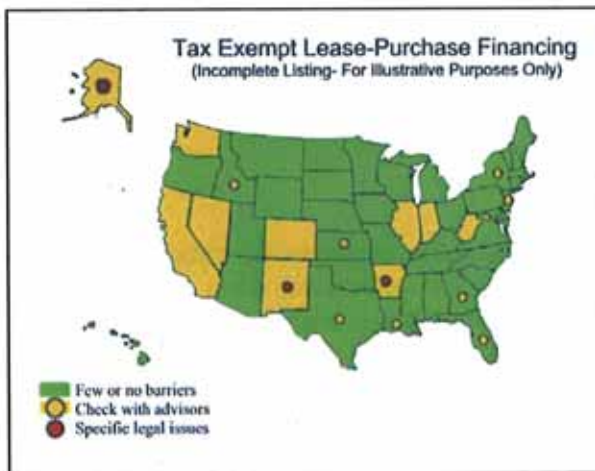 Tax Exempt Lease-Purchase Financing
(Incomplete Listing- For Illustrative Purposes Only)
Few or no barriers
Check with advisors
Specific legal issues